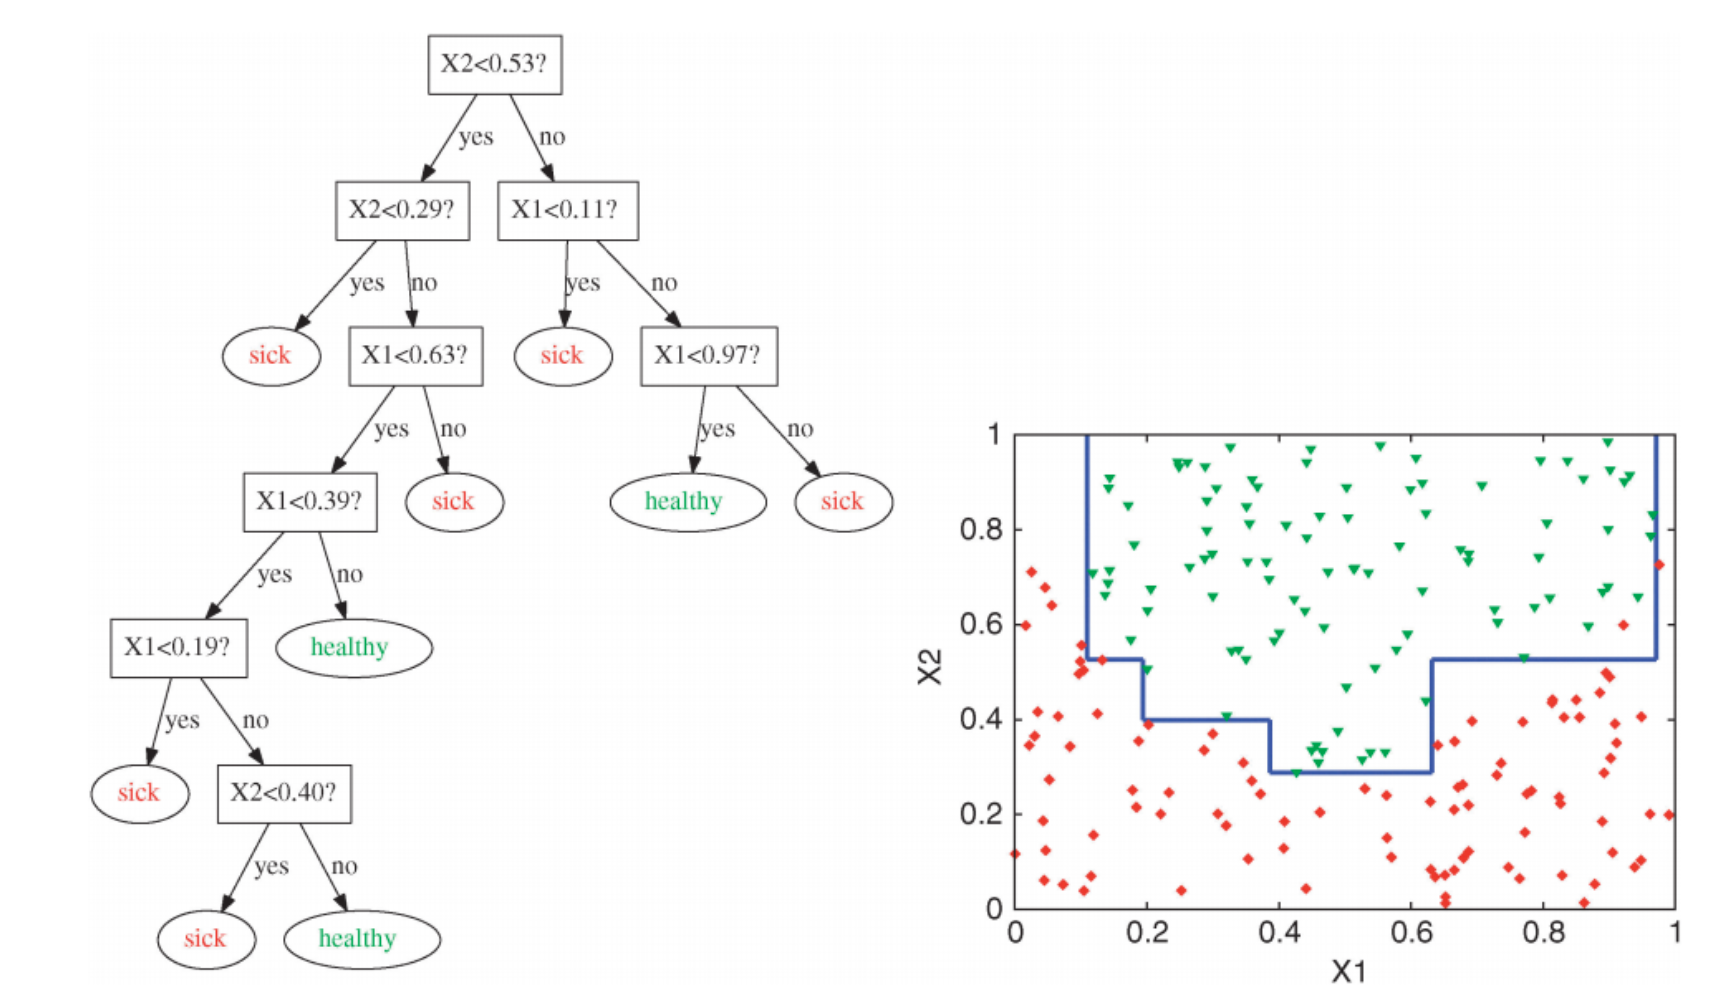 X2<0.53?
yes
no
X2<0.29?
X1<0.11?
yes
no
yes
no
sick
X1<0.63?
sick
X1<0.97?
yes
no
yes
no
X1<0.39?
sick
healthy
sick
yes
no
X1<0.19?
healthy
yes
no
sick
X2<0.40?
yes
no
sick
healthy
1
0.8
0.6
X2
0.4
0.2
0
0
0.2
0.4
0.6
0.8
1
X1